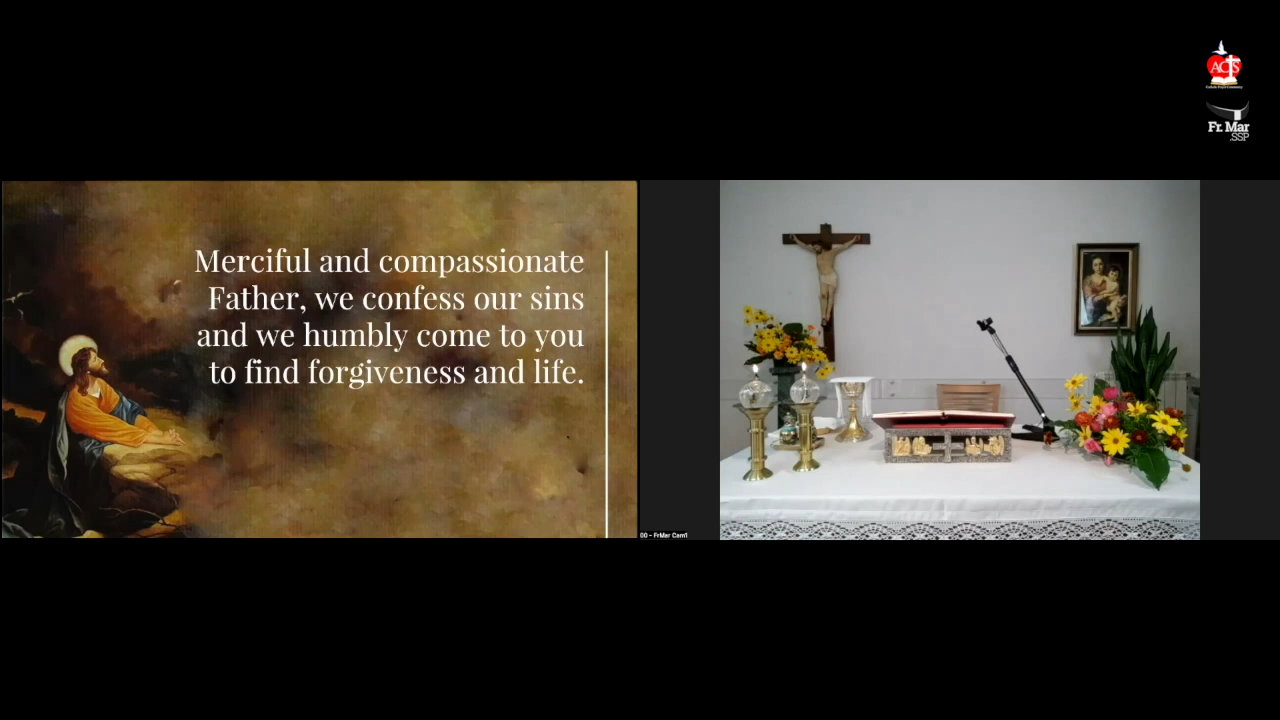 Merciful and compassionate
Father, we confess our sins
and we humbly come to you
to find forgiveness and life.
00 - FrMar Cam1
ACTS
Fr. Mar
.SSP